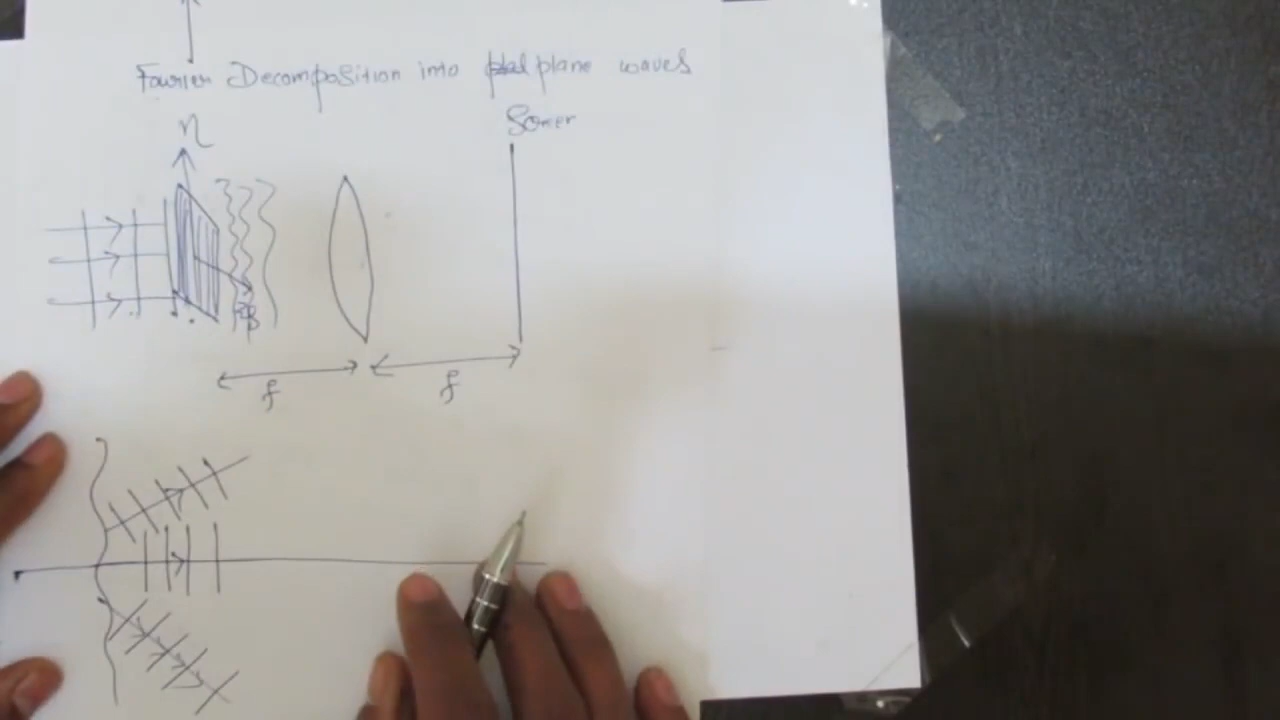 Fourier Decomposition into plane waves
Screen
η
f
f